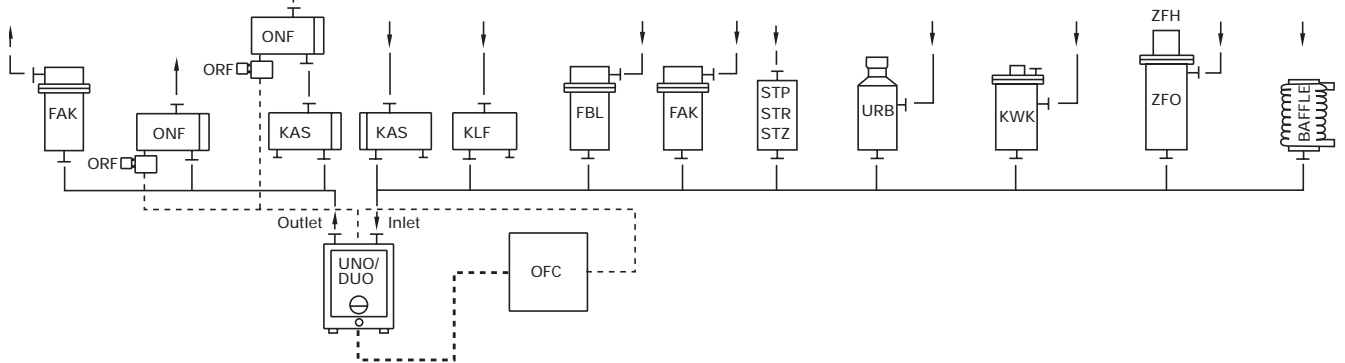 ZFH
ONF
ORF
FAK
ONF
KAS
KAS
KLF
FBL
FAK
STP
STR
STZ
URB
KWK
ZFO
BAFFLE
ORF
Outlet
Inlet
UNO/
DUO
OFC